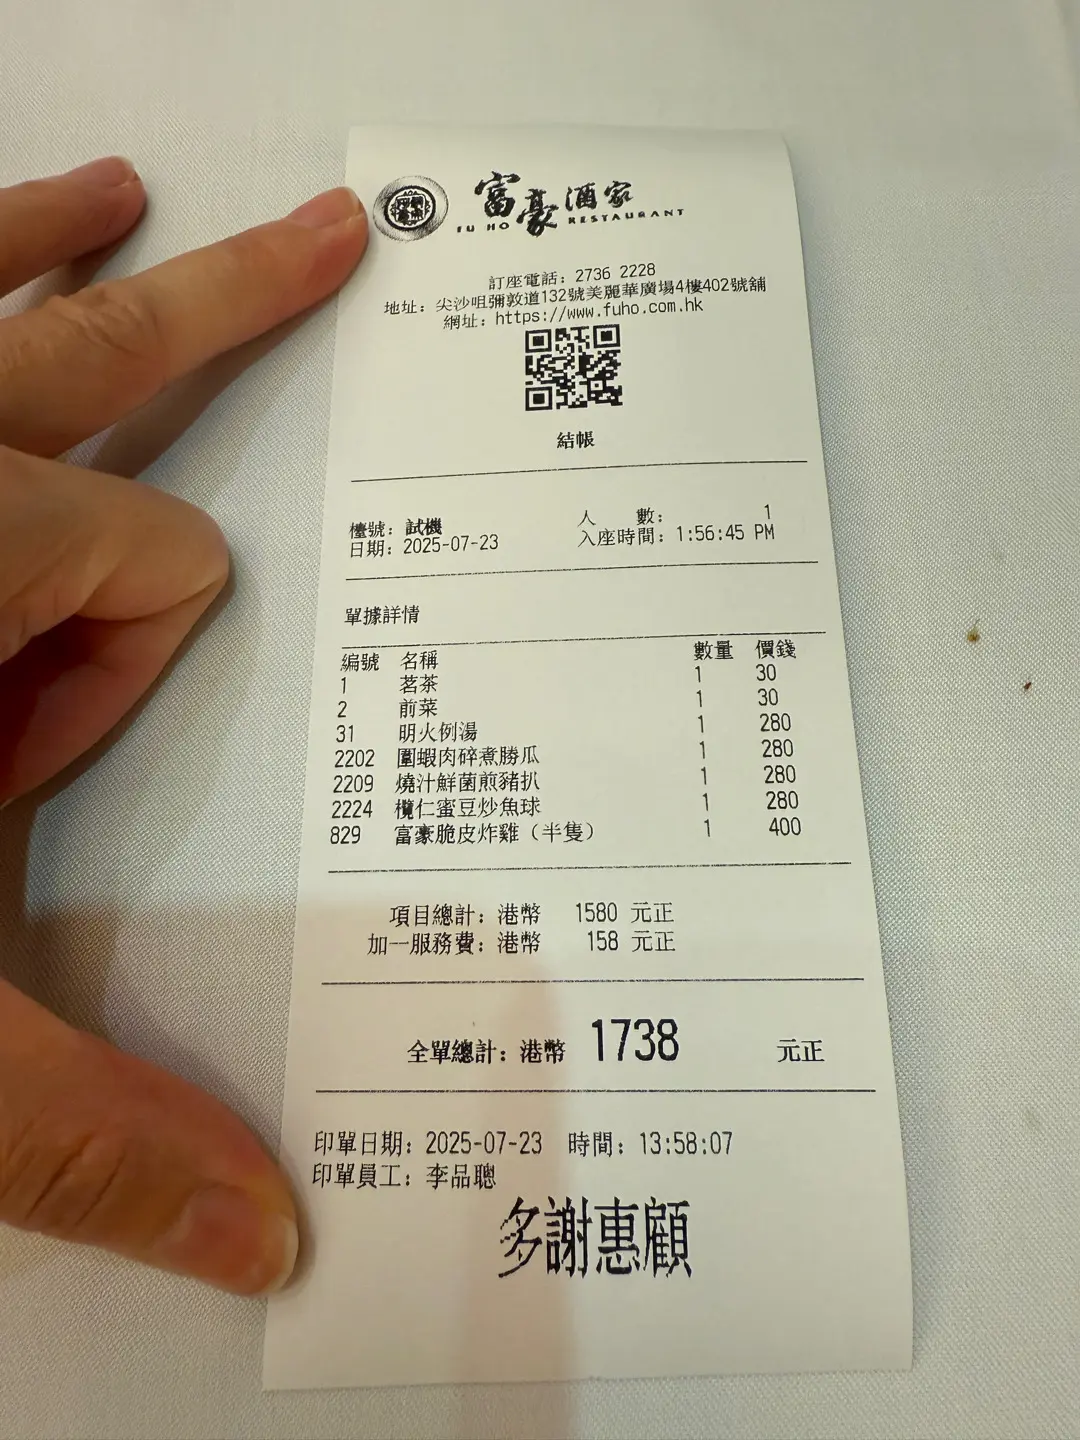 富豪酒家
FU HO RESTAURANT
訂座電話: 2736 2228
地址: 尖沙咀彌敦道132號美麗華廣場4樓402號舖
網址: https://www.fuho.com.hk
結帳
檯號: 試機 人 數: 1
日期: 2025-07-23 入座時間: 1:56:45 PM
單據詳情
編號 名稱 數量 價錢
1 茗茶 1 30
2 前菜 1 30
31 明火例湯 1 280
2202 圍蝦肉碎煮勝瓜 1 280
2209 燒汁鮮菌煎豬扒 1 280
2224 欖仁蜜豆炒魚球 1 280
829 富豪脆皮炸雞（半隻） 1 400
項目總計: 港幣 1580 元正
加一服務費: 港幣 158 元正
全單總計: 港幣 1738 元正
印單日期: 2025-07-23 時間: 13:58:07
印單員工: 李品聰
多謝惠顧